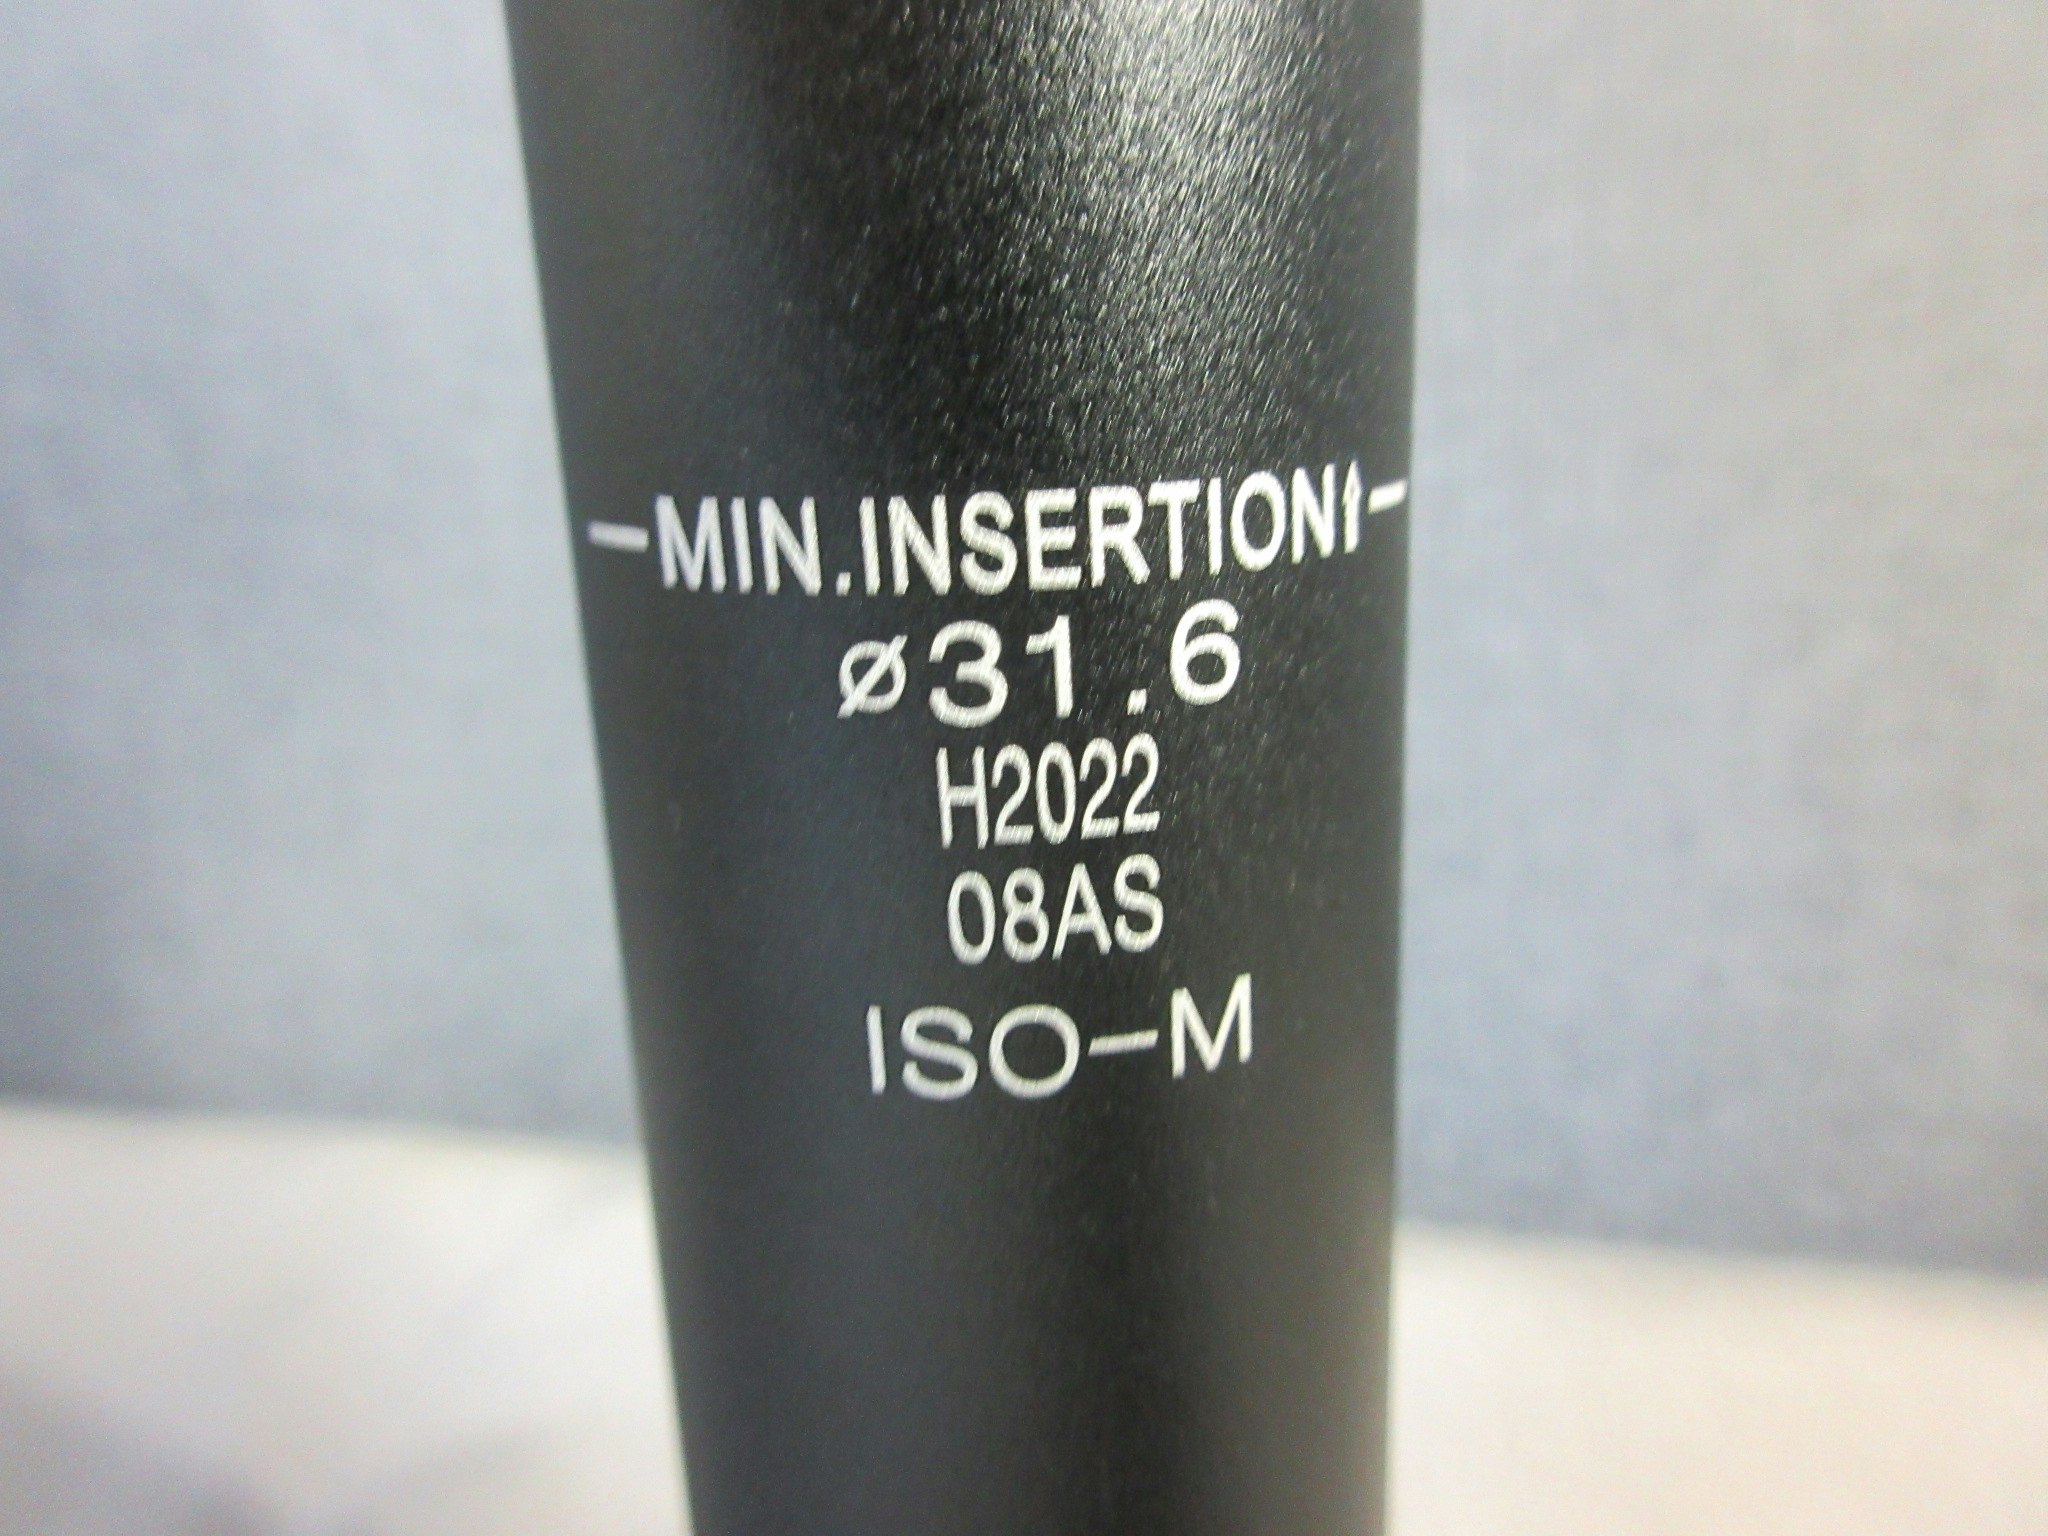 -MIN.INSERTION↑-
ø31.6
H2022
08AS
ISO-M